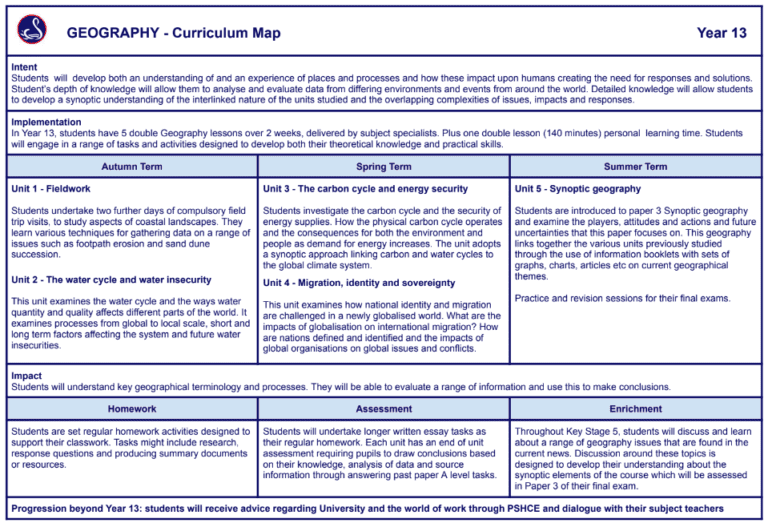 GEOGRAPHY - Curriculum Map
Year 13
Intent
Students will develop both an understanding of and an experience of places and processes and how these impact upon humans creating the need for responses and solutions.
Student's depth of knowledge will allow them to analyse and evaluate data from differing environments and events from around the world. Detailed knowledge will allow students
to develop a synoptic understanding of the interlinked nature of the units studied and the overlapping complexities of issues, impacts and responses.
Implementation
In Year 13, students have 5 double Geography lessons over 2 weeks, delivered by subject specialists. Plus one double lesson (140 minutes) personal learning time. Students
will engage in a range of tasks and activities designed to develop both their theoretical knowledge and practical skills.
Autumn Term
Unit 1 - Fieldwork
Students undertake two further days of compulsory field
trip visits, to study aspects of coastal landscapes. They
learn various techniques for gathering data on a range of
issues such as footpath erosion and sand dune
succession.
Unit 2 - The water cycle and water insecurity
This unit examines the water cycle and the ways water
quantity and quality affects different parts of the world. It
examines processes from global to local scale, short and
long term factors affecting the system and future water
insecurities.
Spring Term
Unit 3 - The carbon cycle and energy security
Students investigate the carbon cycle and the security of
energy supplies. How the physical carbon cycle operates
and the consequences for both the environment and
people as demand for energy increases. The unit adopts
a synoptic approach linking carbon and water cycles to
the global climate system.
Unit 4 - Migration, identity and sovereignty
This unit examines how national identity and migration
are challenged in a newly globalised world. What are the
impacts of globalisation on international migration? How
are nations defined and identified and the impacts of
global organisations on global issues and conflicts.
Summer Term
Unit 5 - Synoptic geography
Students are introduced to paper 3 Synoptic geography
and examine the players, attitudes and actions and future
uncertainties that this paper focuses on. This geography
links together the various units previously studied
through the use of information booklets with sets of
graphs, charts, articles etc on current geographical
themes.
Practice and revision sessions for their final exams.
Impact
Students will understand key geographical terminology and processes. They will be able to evaluate a range of information and use this to make conclusions.
Homework
Students are set regular homework activities designed to
support their classwork. Tasks might include research,
response questions and producing summary documents
or resources.
Assessment
Students will undertake longer written essay tasks as
their regular homework. Each unit has an end of unit
assessment requiring pupils to draw conclusions based
on their knowledge, analysis of data and source
information through answering past paper A level tasks.
Enrichment
Throughout Key Stage 5, students will discuss and learn
about a range of geography issues that are found in the
current news. Discussion around these topics is
designed to develop their understanding about the
synoptic elements of the course which will be assessed
in Paper 3 of their final exam.
Progression beyond Year 13: students will receive advice regarding University and the world of work through PSHCE and dialogue with their subject teachers